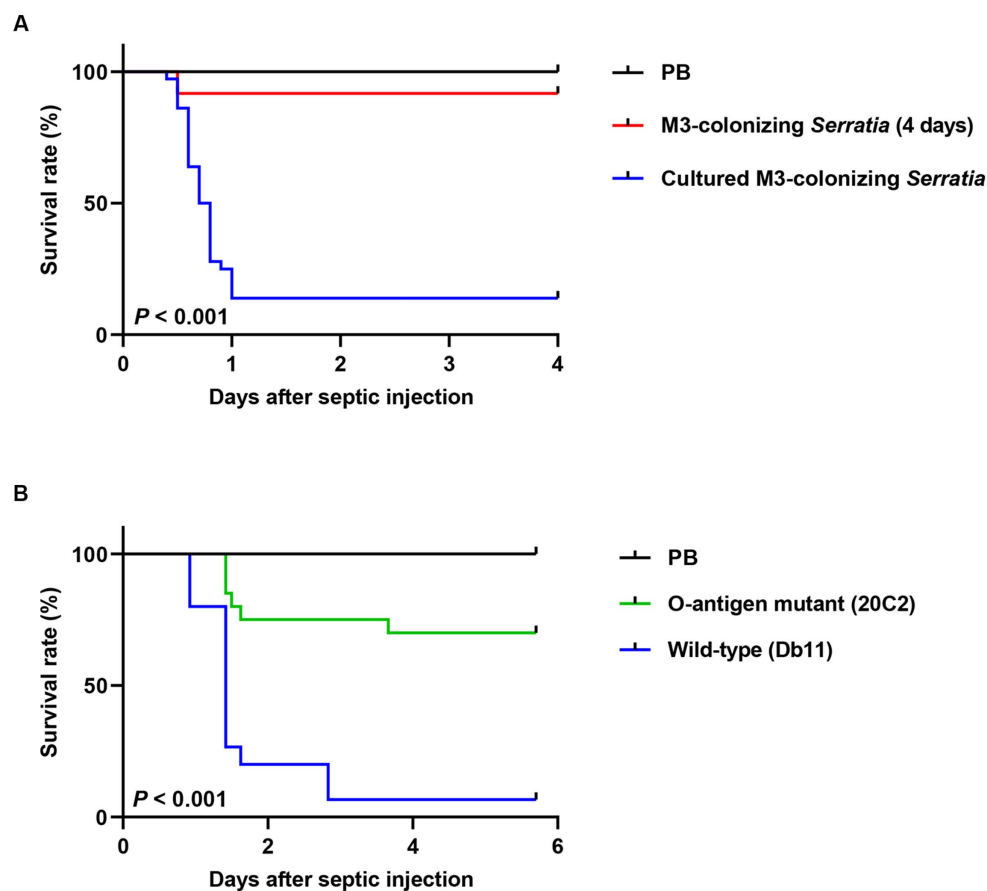 A
100
50
0
Survival rate (%)
P < 0.001
0 1 2 3 4
Days after septic injection
PB
M3-colonizing Serratia (4 days)
Cultured M3-colonizing Serratia
B
100
50
0
Survival rate (%)
P < 0.001
0 2 4 6
Days after septic injection
PB
O-antigen mutant (20C2)
Wild-type (Db11)